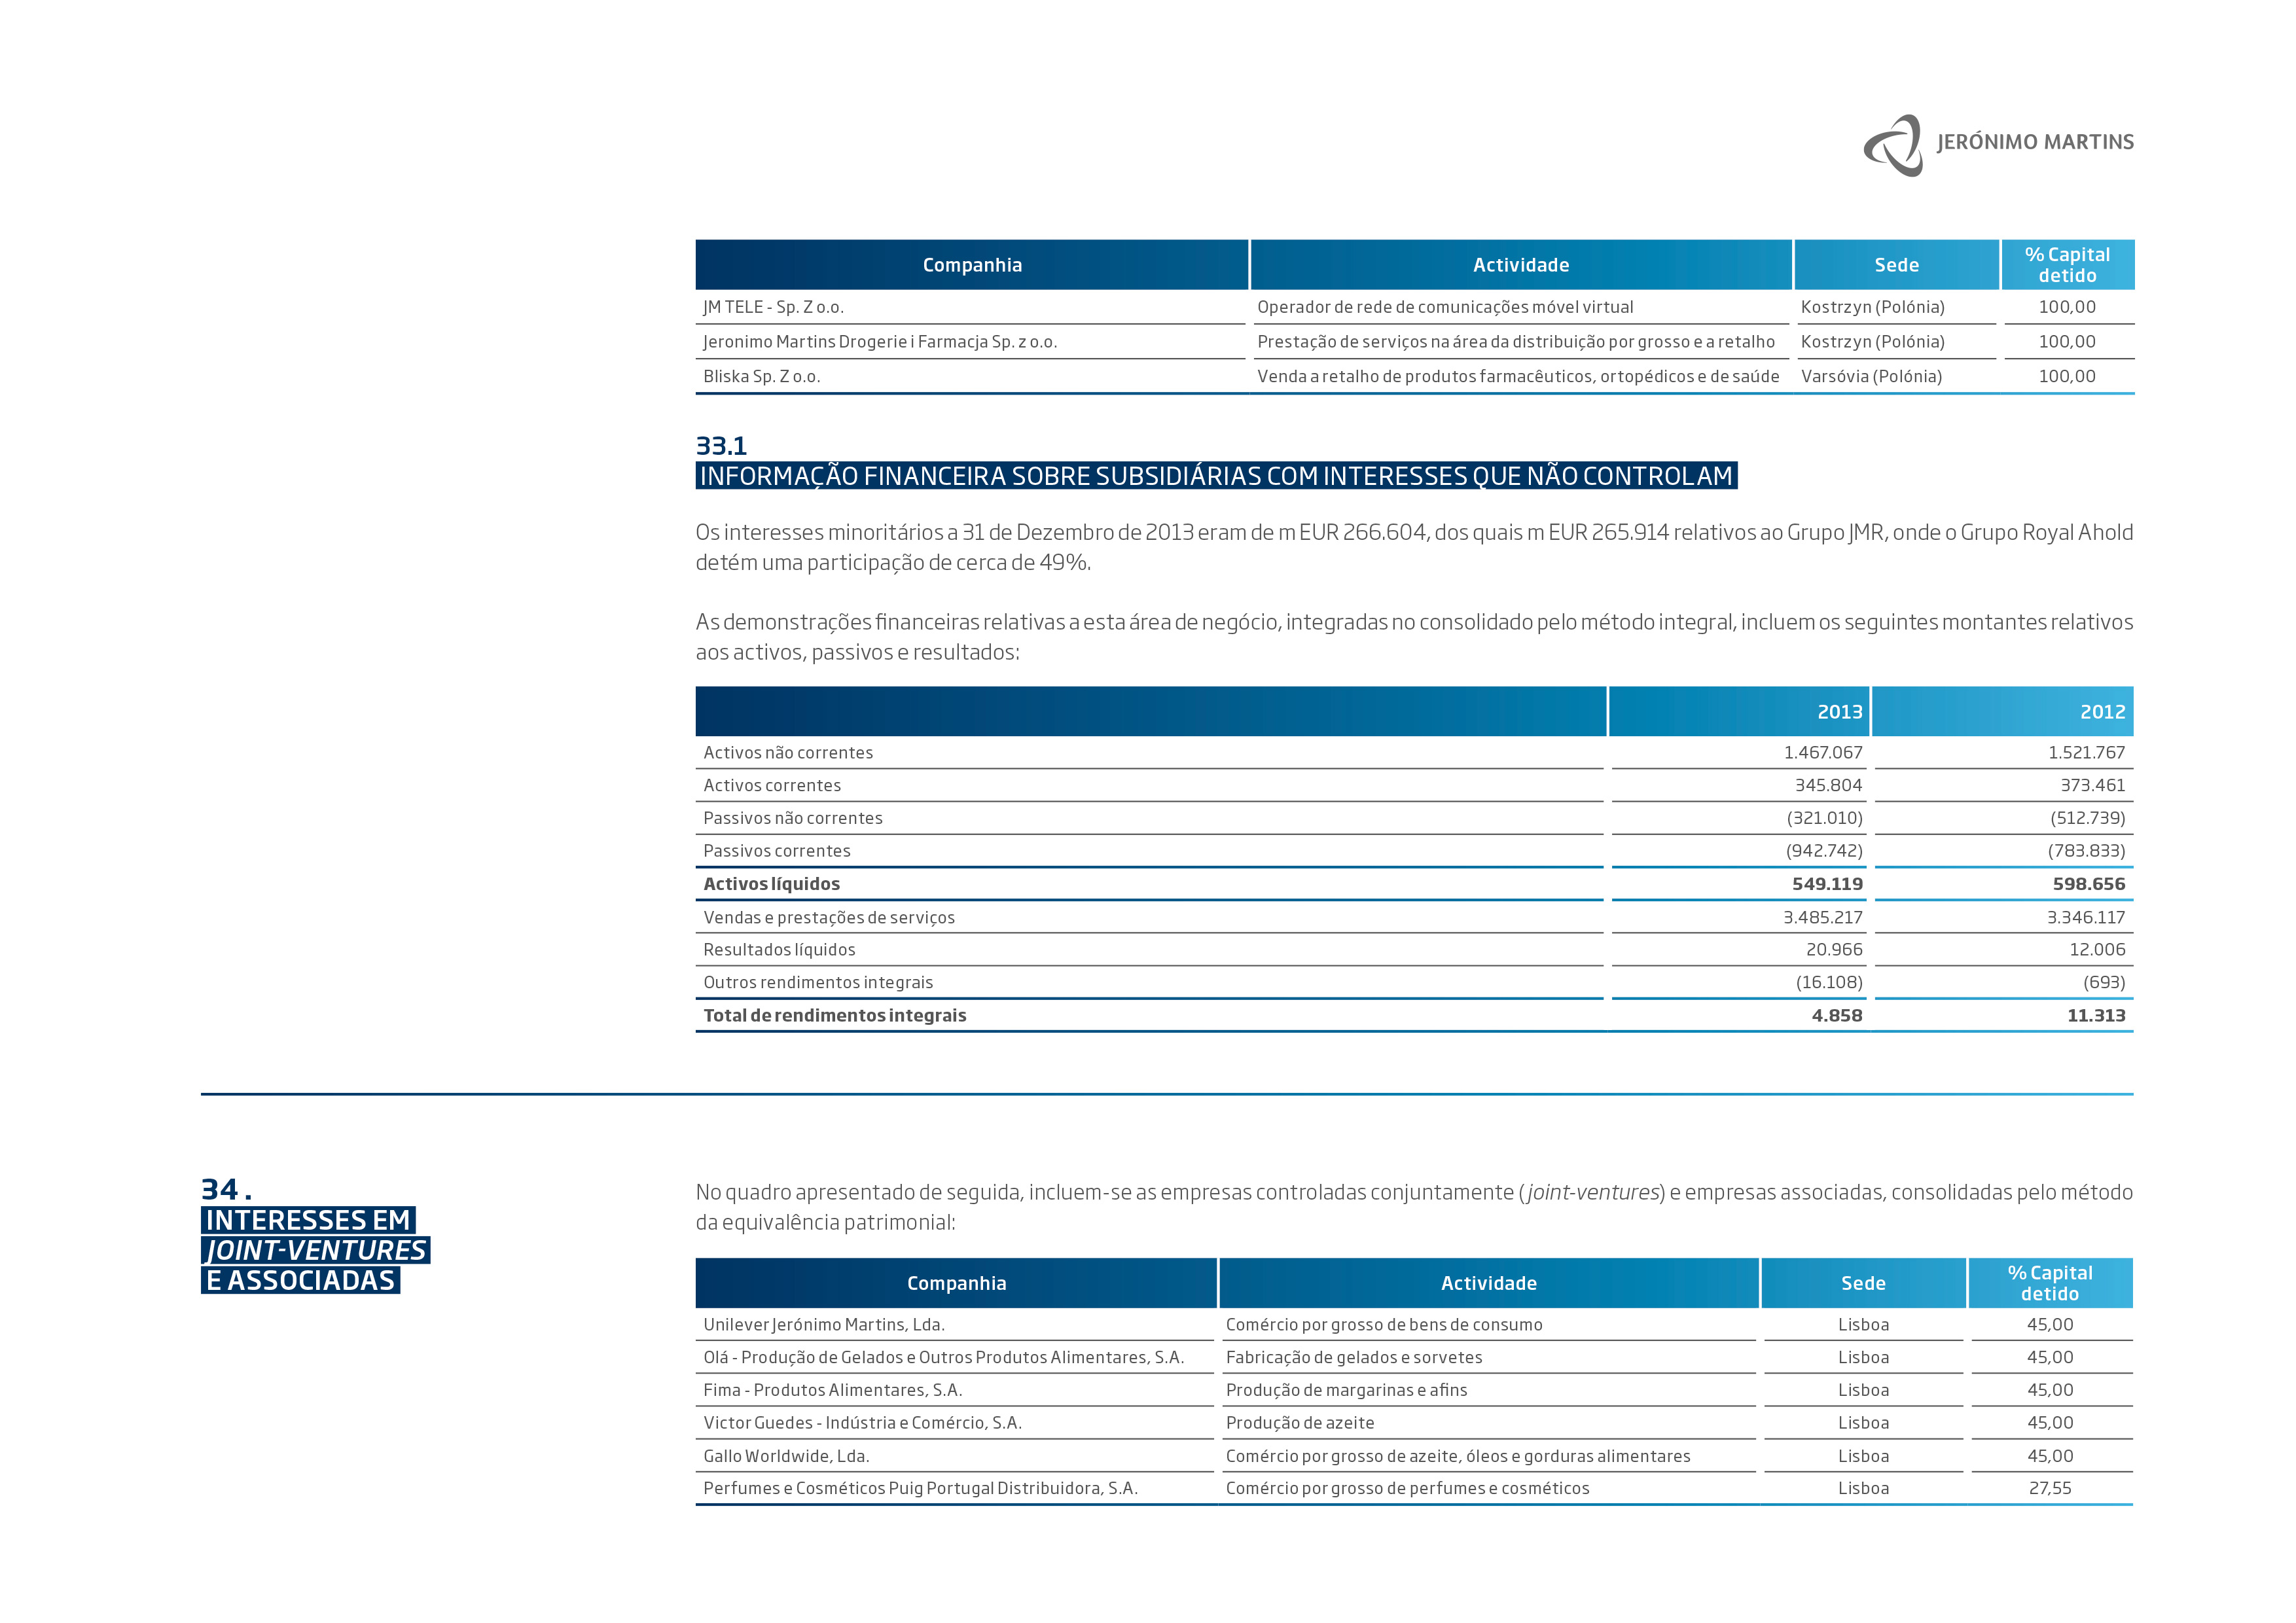 JERÓNIMO MARTINS
Companhia Actividade Sede % Capital detido
JM TELE - Sp. Z o.o. Operador de rede de comunicações móvel virtual Kostrzyn (Polónia) 100,00
Jeronimo Martins Drogerie i Farmacja Sp. z o.o. Prestação de serviços na área da distribuição por grosso e a retalho Kostrzyn (Polónia) 100,00
Bliska Sp. Z o.o. Venda a retalho de produtos farmacêuticos, ortopédicos e de saúde Varsóvia (Polónia) 100,00
33.1
INFORMAÇÃO FINANCEIRA SOBRE SUBSIDIÁRIAS COM INTERESSES QUE NÃO CONTROLAM
Os interesses minoritários a 31 de Dezembro de 2013 eram de m EUR 266.604, dos quais m EUR 265.914 relativos ao Grupo JMR, onde o Grupo Royal Ahold
detém uma participação de cerca de 49%.
As demonstrações financeiras relativas a esta área de negócio, integradas no consolidado pelo método integral, incluem os seguintes montantes relativos
aos activos, passivos e resultados:
2013 2012
Activos não correntes 1.467.067 1.521.767
Activos correntes 345.804 373.461
Passivos não correntes (321.010) (512.739)
Passivos correntes (942.742) (783.833)
Activos líquidos 549.119 598.656
Vendas e prestações de serviços 3.485.217 3.346.117
Resultados líquidos 20.966 12.006
Outros rendimentos integrais (16.108) (693)
Total de rendimentos integrais 4.858 11.313
34 .
INTERESSES EM
JOINT-VENTURES
E ASSOCIADAS
No quadro apresentado de seguida, incluem-se as empresas controladas conjuntamente (joint-ventures) e empresas associadas, consolidadas pelo método
da equivalência patrimonial:
Companhia Actividade Sede % Capital detido
Unilever Jerónimo Martins, Lda. Comércio por grosso de bens de consumo Lisboa 45,00
Olá - Produção de Gelados e Outros Produtos Alimentares, S.A. Fabricação de gelados e sorvetes Lisboa 45,00
Fima - Produtos Alimentares, S.A. Produção de margarinas e afins Lisboa 45,00
Victor Guedes - Indústria e Comércio, S.A. Produção de azeite Lisboa 45,00
Gallo Worldwide, Lda. Comércio por grosso de azeite, óleos e gorduras alimentares Lisboa 45,00
Perfumes e Cosméticos Puig Portugal Distribuidora, S.A. Comércio por grosso de perfumes e cosméticos Lisboa 27,55